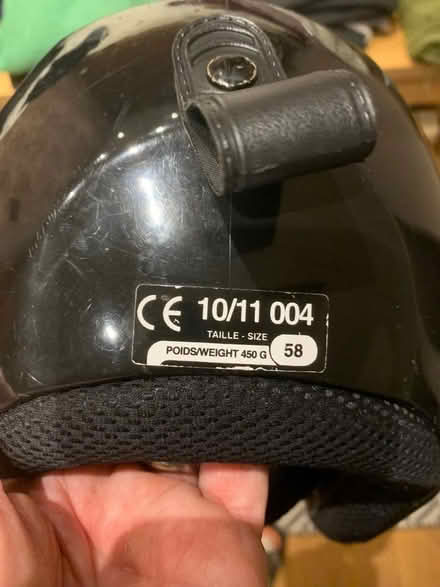 CE 10/11 004
TAILLE - SIZE
POIDS/WEIGHT 450 G 58